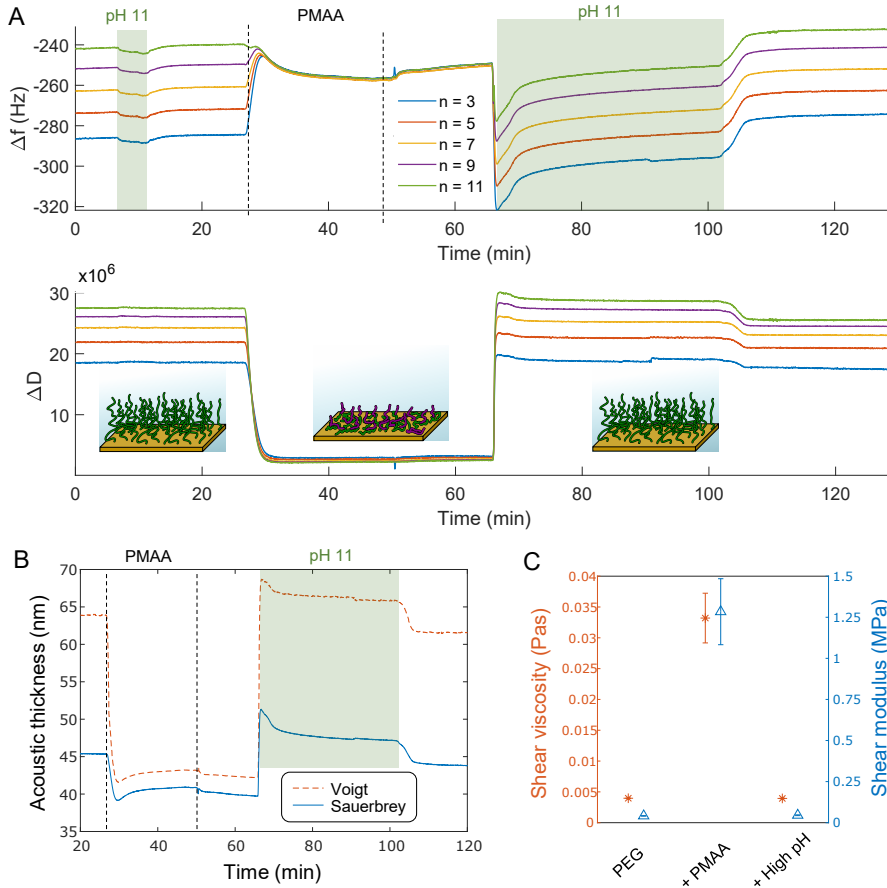 A
pH 11
PMAA
pH 11
-240
-260
-280
-300
-320
Δf (Hz)
n = 3
n = 5
n = 7
n = 9
n = 11
0
20
40
60
80
100
120
Time (min)
x10⁶
30
20
10
ΔD
0
20
40
60
80
100
120
Time (min)
B
PMAA
pH 11
70
65
60
55
50
45
40
35
Acoustic thickness (nm)
Voigt
Sauerbrey
20
40
60
80
100
120
Time (min)
C
0.04
0.035
0.03
0.025
0.02
0.015
0.01
0.005
0
Shear viscosity (Pas)
1.5
1.25
1
0.75
0.5
0.25
0
Shear modulus (MPa)
PEG
+ PMAA
+ High pH